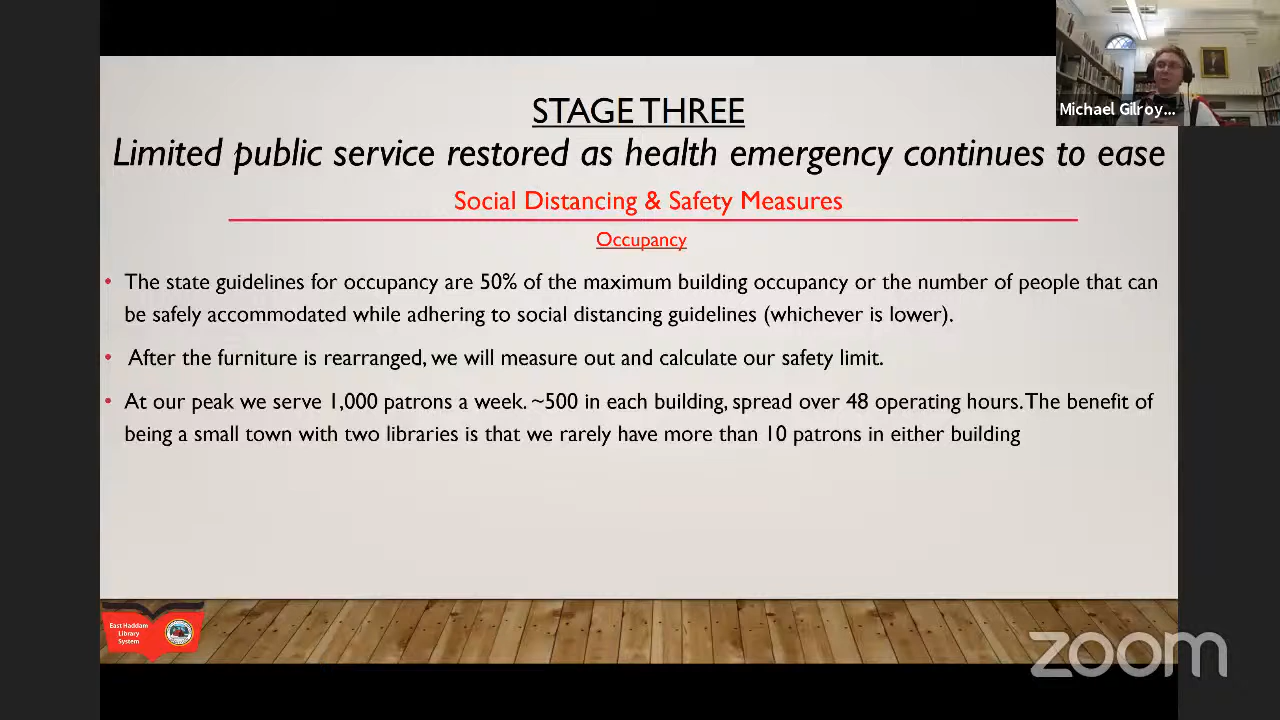 STAGE THREE
Limited public service restored as health emergency continues to ease
Social Distancing & Safety Measures
Occupancy
• The state guidelines for occupancy are 50% of the maximum building occupancy or the number of people that can
be safely accommodated while adhering to social distancing guidelines (whichever is lower).
• After the furniture is rearranged, we will measure out and calculate our safety limit.
• At our peak we serve 1,000 patrons a week. ~500 in each building, spread over 48 operating hours. The benefit of
being a small town with two libraries is that we rarely have more than 10 patrons in either building
Michael Gilroy...
East Haddam
Library
System
zoom